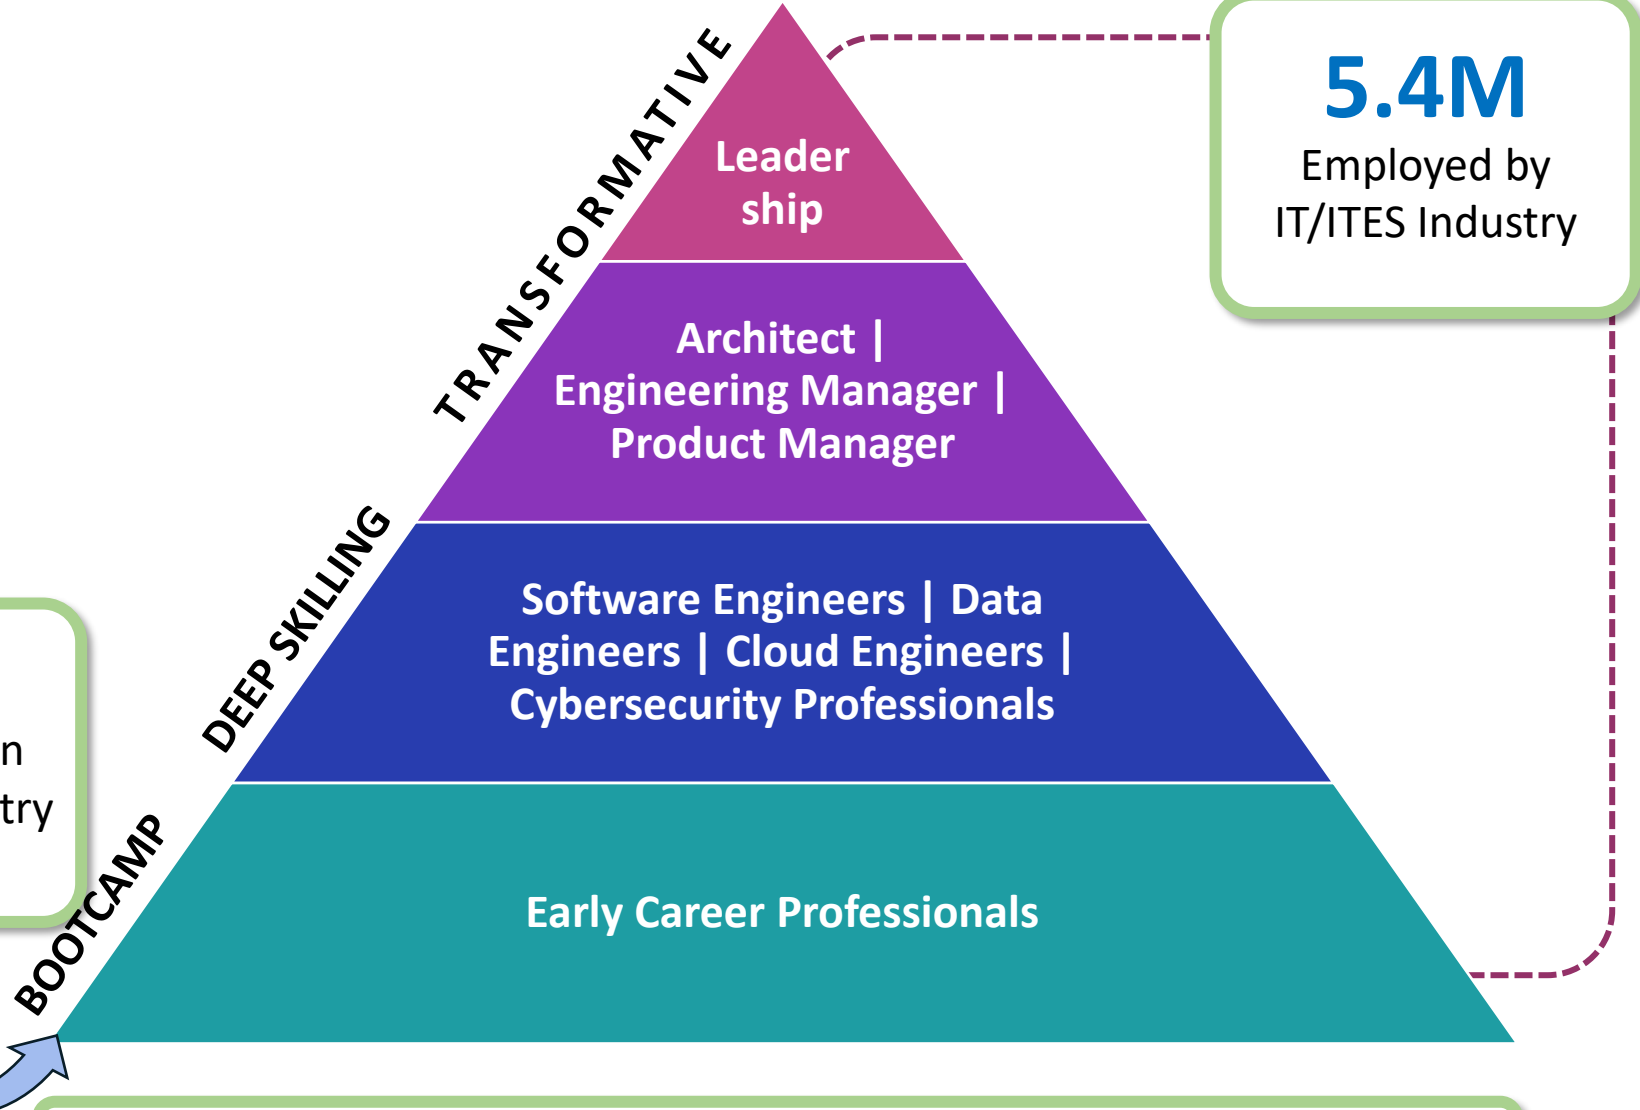 TRANSFORMATIVE
Leader
ship
5.4M
Employed by
IT/ITES Industry
Architect |
Engineering Manager |
Product Manager
DEEP SKILLING
Software Engineers | Data
Engineers | Cloud Engineers |
Cybersecurity Professionals
BOOTCAMP
Early Career Professionals